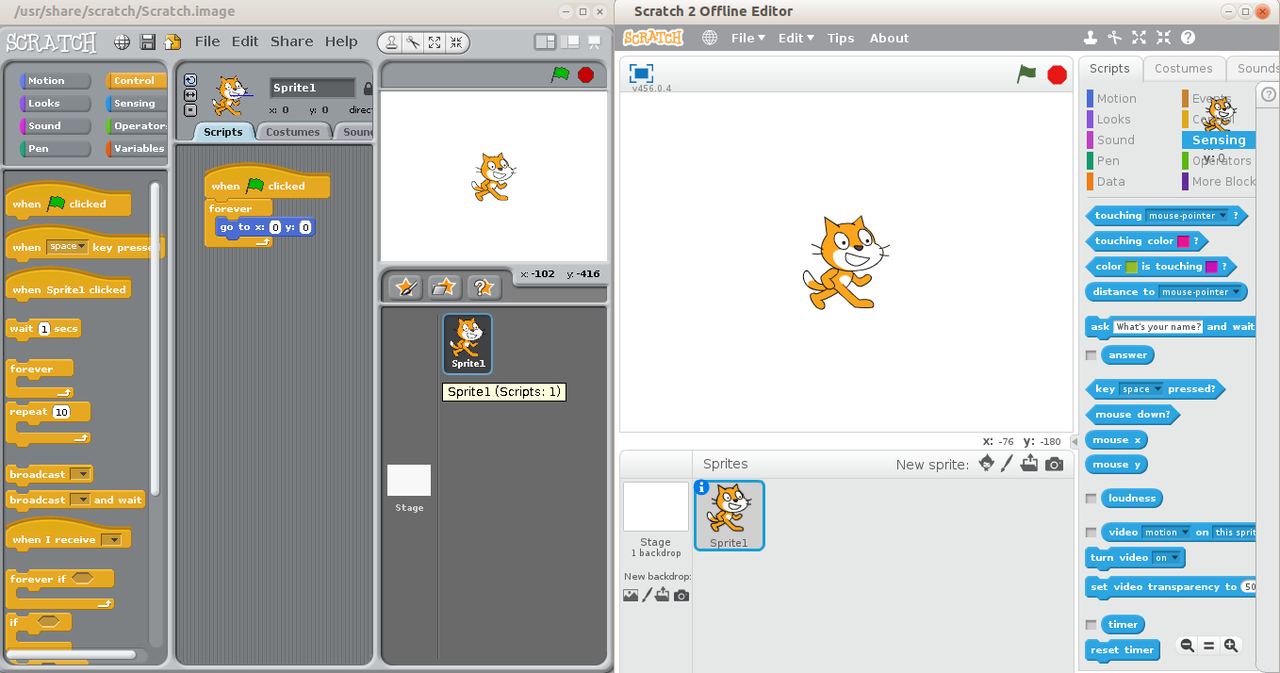 /usr/share/scratch/Scratch.image
SCRATCH
File Edit Share Help
Motion Control
Looks Sensing
Sound Operator
Pen Variables
when clicked
when space key presse
when Sprite1 clicked
wait 1 secs
forever
repeat 10
broadcast
broadcast and wait
when I receive
forever if
if
Sprite1
x: 0 y: 0 direct
Scripts Costumes Soun
when clicked
forever
go to x: 0 y: 0
x: -102 y: -416
Sprite1
Sprite1 (Scripts: 1)
Stage
Scratch 2 Offline Editor
SCRATCH
File Edit Tips About
v456.0.4
x: -76 y: -180
Sprites New sprite:
Stage
1 backdrop
Sprite1
New backdrop:
Scripts Costumes Sounds
Motion Events
Looks
Sound Sensing
Pen Operators
Data More Block
touching mouse-pointer ?
touching color ?
color is touching ?
distance to mouse-pointer
ask What's your name? and wait
answer
key space pressed?
mouse down?
mouse x
mouse y
loudness
video motion on this sprit
turn video on
set video transparency to 50
timer
reset timer